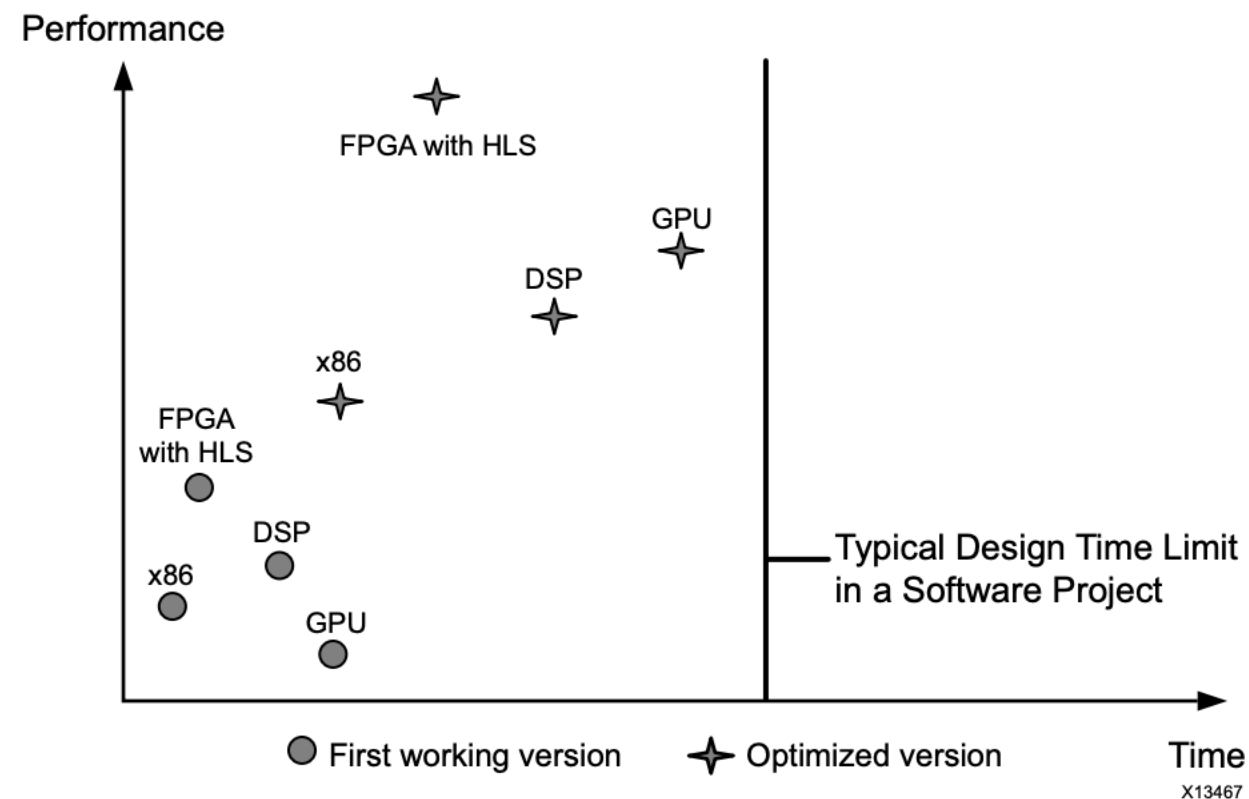 Performance
FPGA with HLS
GPU
DSP
x86
FPGA
with HLS
DSP
x86
GPU
Typical Design Time Limit
in a Software Project
First working version
Optimized version
Time
X13467